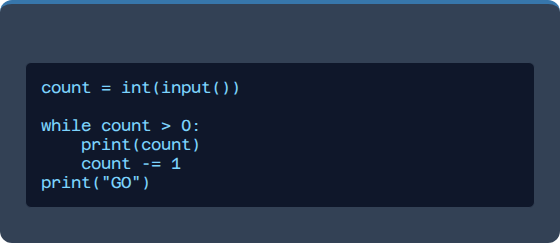 count = int(input())

while count > 0:
    print(count)
    count -= 1
print("GO")